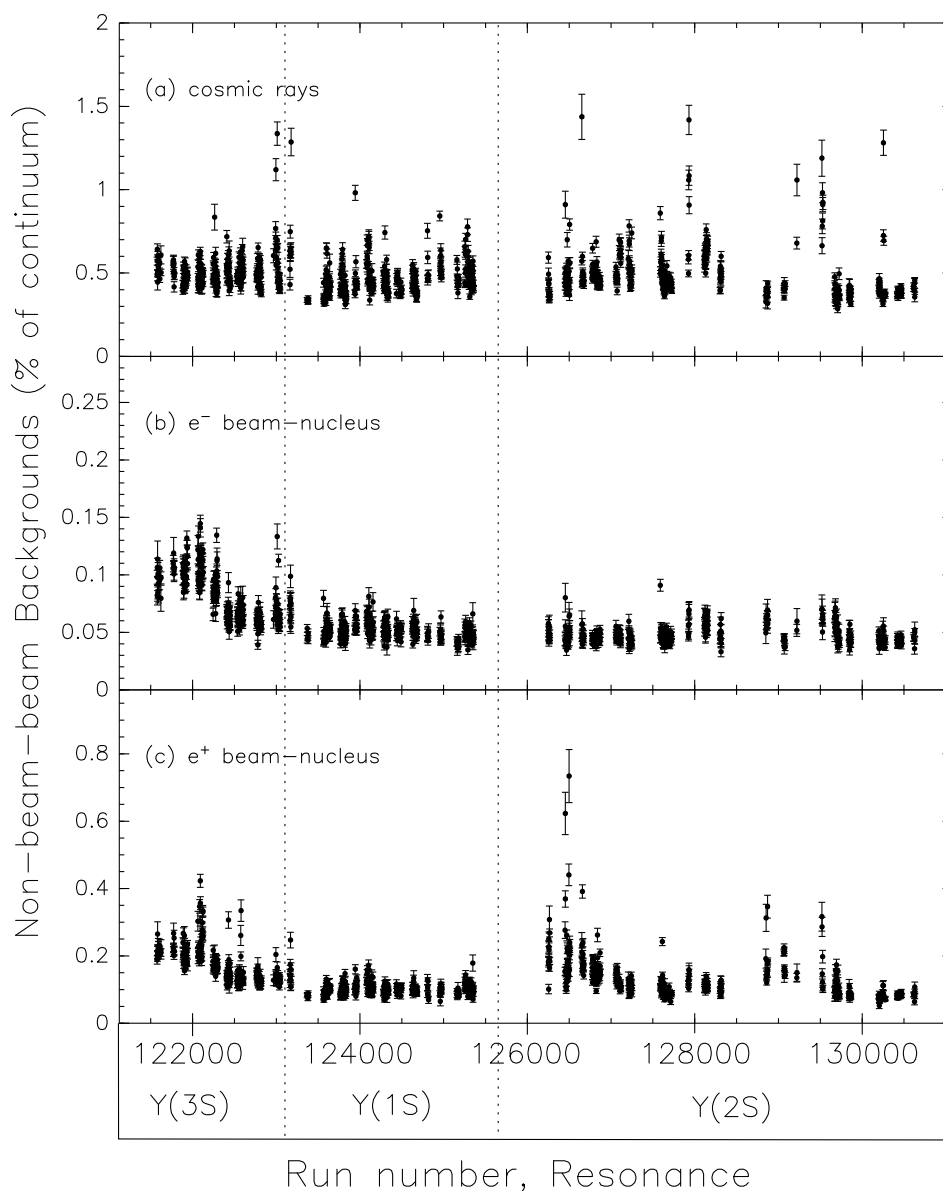 Non-beam-beam Backgrounds (% of continuum)
2
(a) cosmic rays
1.5
1
0.5
0
(b) e⁻ beam-nucleus
0.25
0.2
0.15
0.1
0.05
0
(c) e⁺ beam-nucleus
0.8
0.6
0.4
0.2
0
122000 124000 126000 128000 130000
Υ(3S) Υ(1S) Υ(2S)
Run number, Resonance